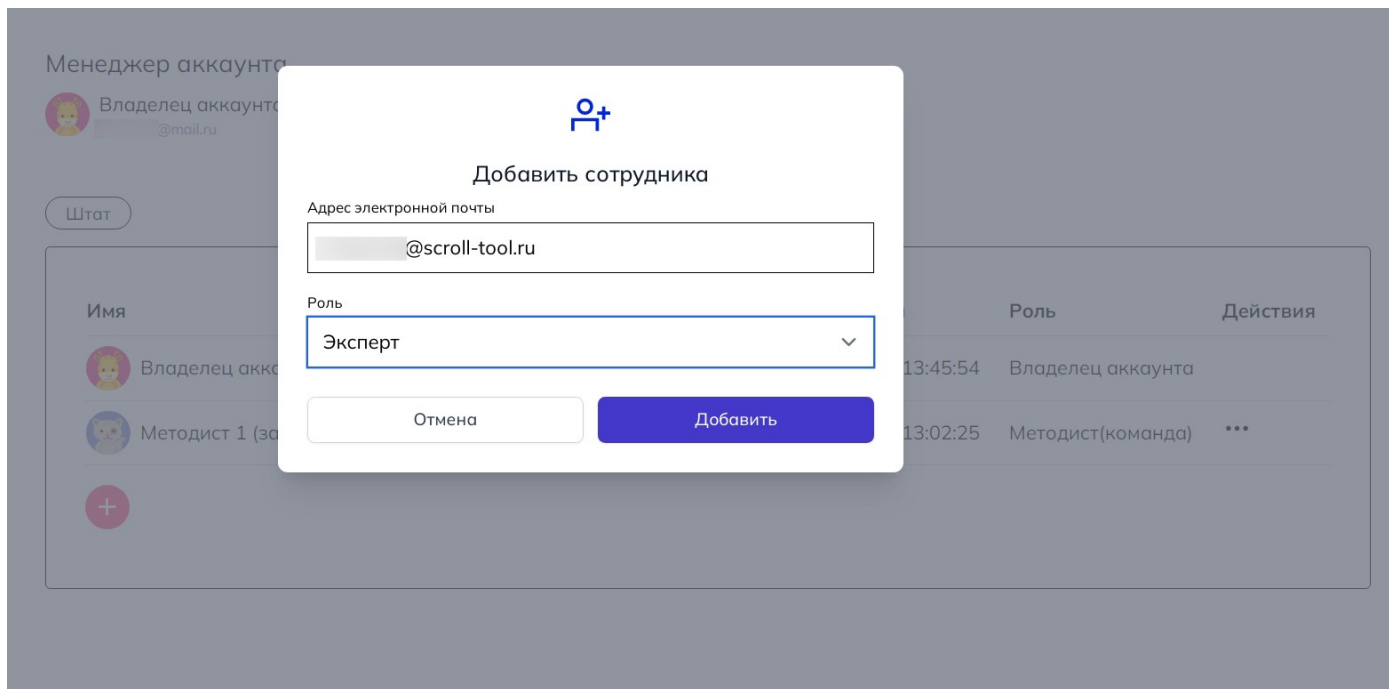 Менеджер аккаунта
Владелец аккаунта
@mail.ru
Штат
Добавить сотрудника
Адрес электронной почты
@scroll-tool.ru
Роль
Эксперт
Отмена
Добавить
Имя
Роль
Действия
Владелец
13:45:54
Владелец аккаунта
Методист 1
13:02:25
Методист(команда)